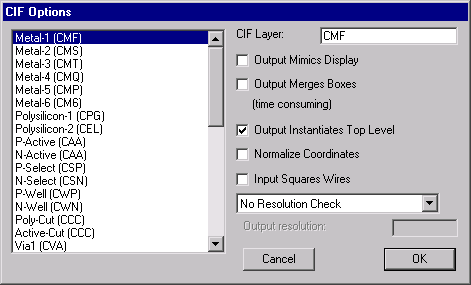 CIF Options
Metal-1 (CMF)
Metal-2 (CMS)
Metal-3 (CMT)
Metal-4 (CMQ)
Metal-5 (CMP)
Metal-6 (CM6)
Polysilicon-1 (CPG)
Polysilicon-2 (CEL)
P-Active (CAA)
N-Active (CAA)
P-Select (CSP)
N-Select (CSN)
P-Well (CWP)
N-Well (CWN)
Poly-Cut (CCC)
Active-Cut (CCC)
Via1 (CVA)
CIF Layer: CMF
Output Mimics Display
Output Merges Boxes
(time consuming)
Output Instantiates Top Level
Normalize Coordinates
Input Squares Wires
No Resolution Check
Output resolution:
Cancel OK